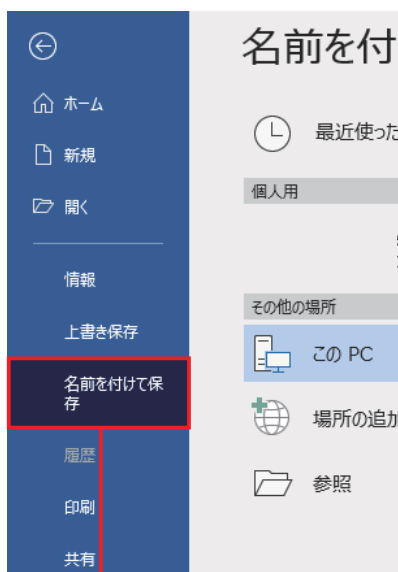 名前を付
ホーム
新規
開く
情報
上書き保存
名前を付けて保
存
履歴
印刷
共有
最近使った
個人用
その他の場所
この PC
場所の追加
参照